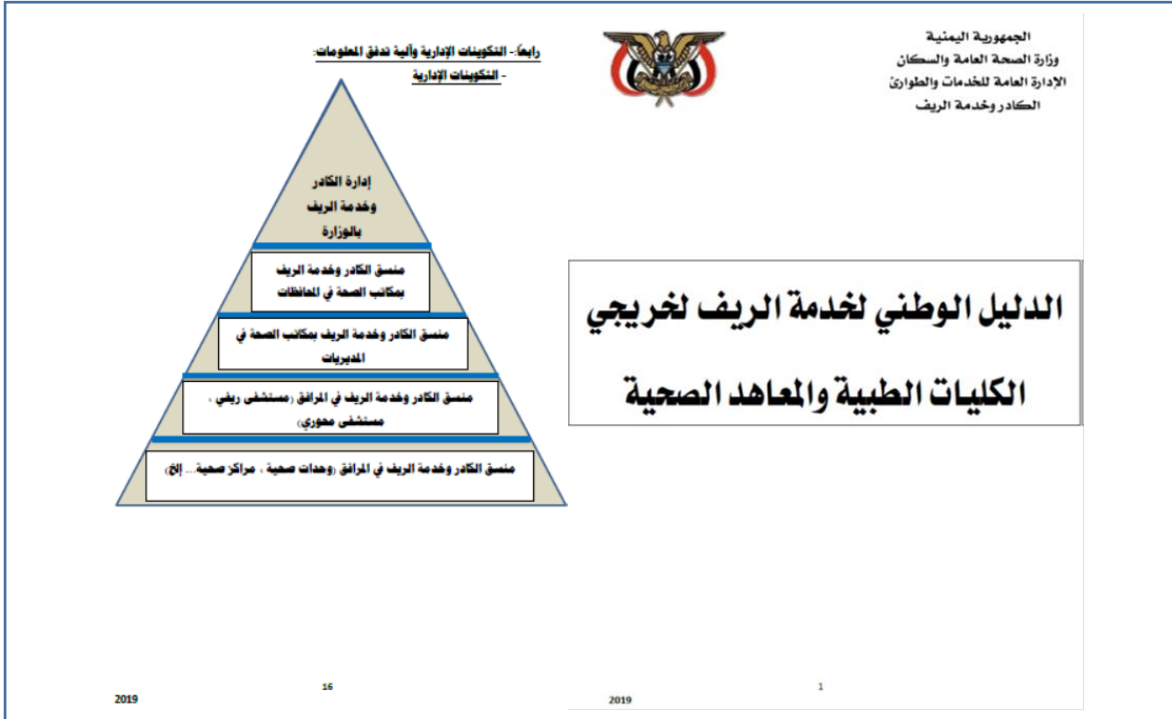 الجمهورية اليمنية
وزارة الصحة العامة والسكان
الإدارة العامة للخدمات والطوارئ
الكادر وخدمة الريف
الدليل الوطني لخدمة الريف لخريجي
الكليات الطبية والمعاهد الصحية
1
2019
رابعاً:- التكوينات الإدارية وآلية تدفق المعلومات:
- التكوينات الإدارية
إدارة الكادر
وخدمة الريف
بالوزارة
منسق الكادر وخدمة الريف
بمكاتب الصحة في المحافظات
منسق الكادر وخدمة الريف بمكاتب الصحة في
المديريات
منسق الكادر وخدمة الريف في المرافق (مستشفى ريفي ،
مستشفى محوري)
منسق الكادر وخدمة الريف في المرافق (وحدات صحية ، مراكز صحية... إلخ)
16
2019